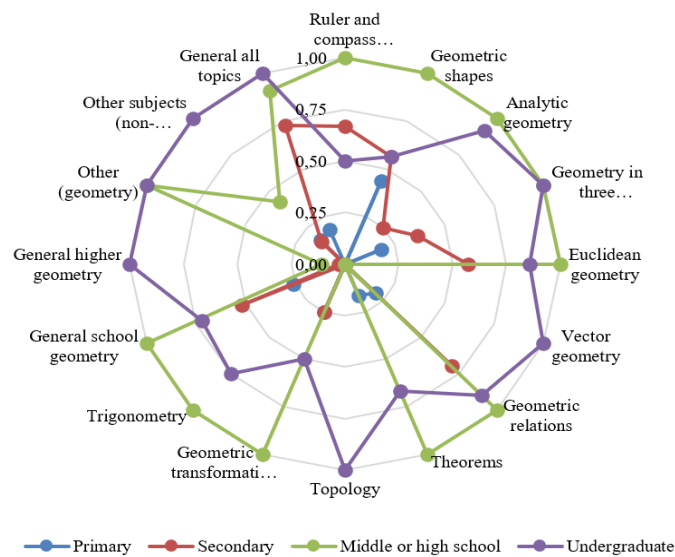 Ruler and
compass…
Geometric
shapes
Analytic
geometry
Geometry in
three…
Euclidean
geometry
Vector
geometry
Geometric
relations
Theorems
Topology
Geometric
transformati…
Trigonometry
General school
geometry
General higher
geometry
Other
(geometry)
Other subjects
(non-…
General all
topics
1,00
0,75
0,50
0,25
0,00
Primary
Secondary
Middle or high school
Undergraduate